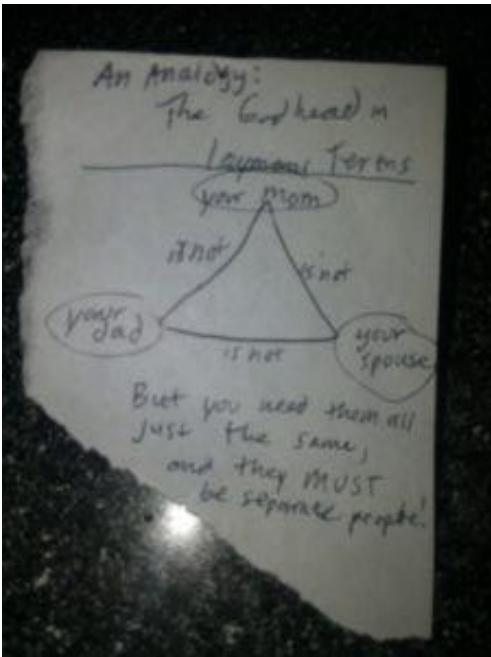 An Analogy:
The Godhead in
Laymens Terms
your mom
is not
is not
your
dad
is not
your
spouse
But you need them all
just the same,
and they MUST
be separate people!